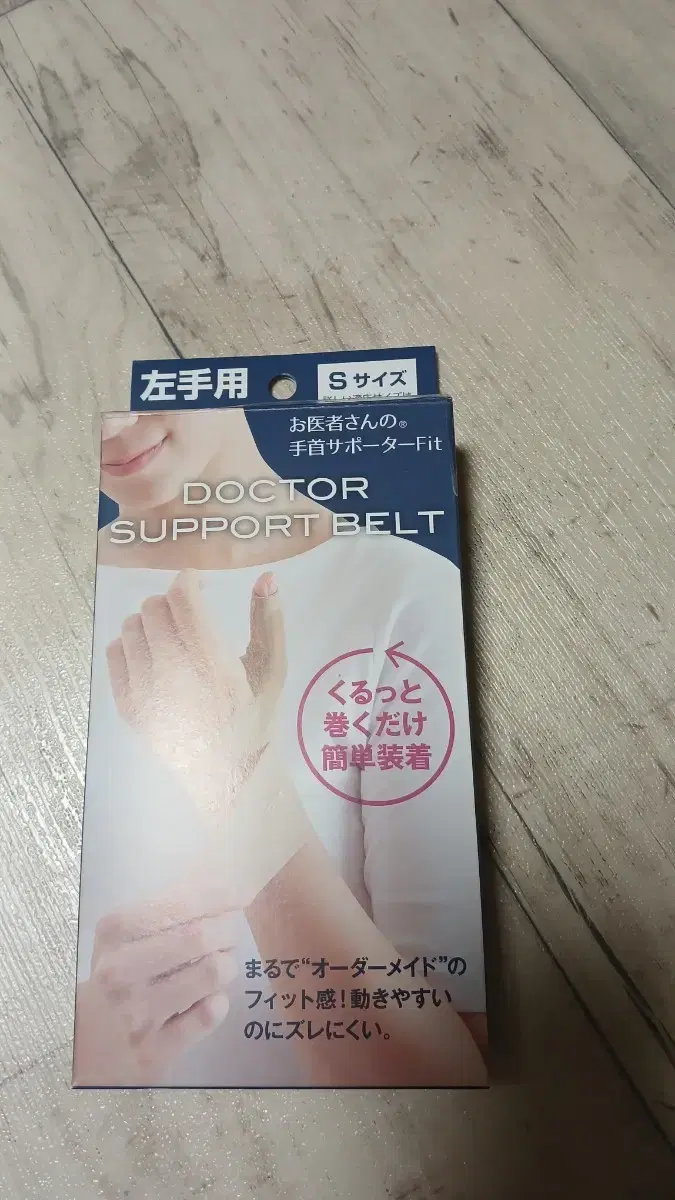 左手用
Sサイズ
お医者さんの®
手首サポーターFit
DOCTOR
SUPPORT BELT
くるっと
巻くだけ
簡単装着
まるで“オーダーメイド”の
フィット感!動きやすい
のにズレにくい。